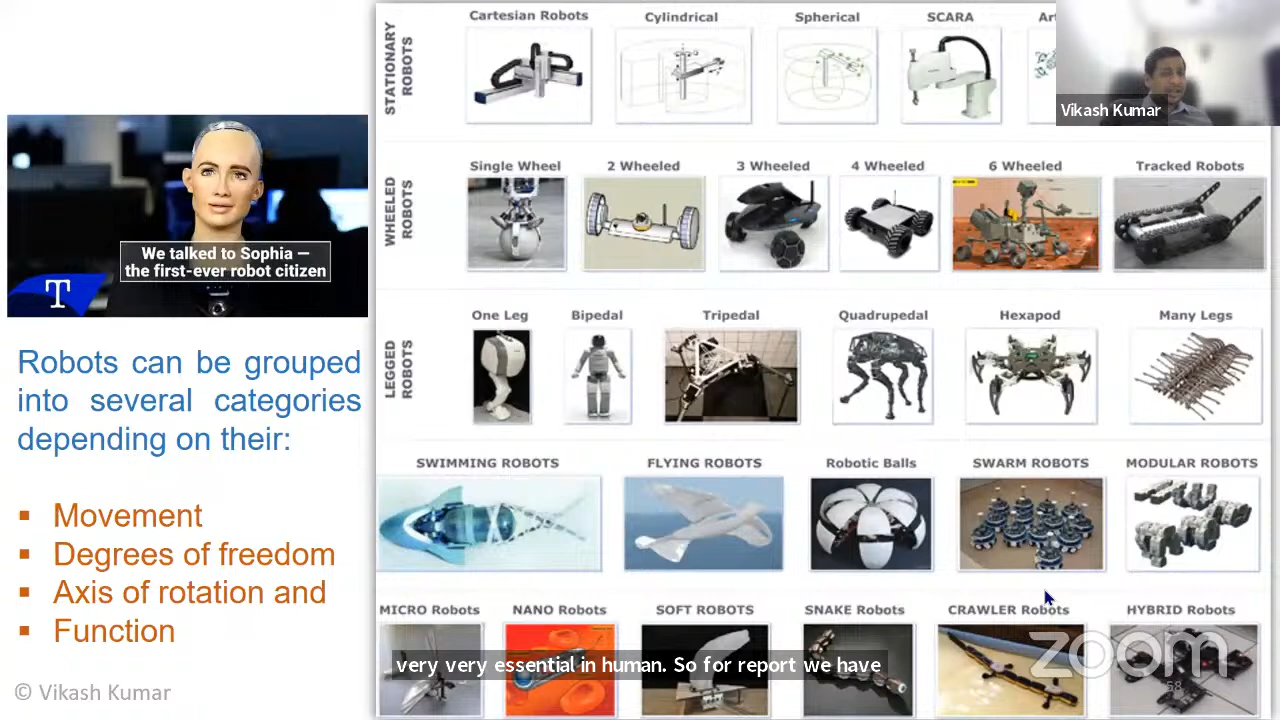 Cartesian Robots
Cylindrical
Spherical
SCARA
STATIONARY
ROBOTS
Vikash Kumar
Single Wheel
2 Wheeled
3 Wheeled
4 Wheeled
6 Wheeled
Tracked Robots
WHEELED
ROBOTS
We talked to Sophia —
the first-ever robot citizen
T
One Leg
Bipedal
Tripedal
Quadrupedal
Hexapod
Many Legs
LEGGED
ROBOTS
Robots can be grouped
into several categories
depending on their:
▪ Movement
▪ Degrees of freedom
▪ Axis of rotation and
▪ Function
SWIMMING ROBOTS
FLYING ROBOTS
Robotic Balls
SWARM ROBOTS
MODULAR ROBOTS
MICRO Robots
NANO Robots
SOFT ROBOTS
SNAKE Robots
CRAWLER Robots
HYBRID Robots
very very essential in human. So for report we have
zoom
58
© Vikash Kumar